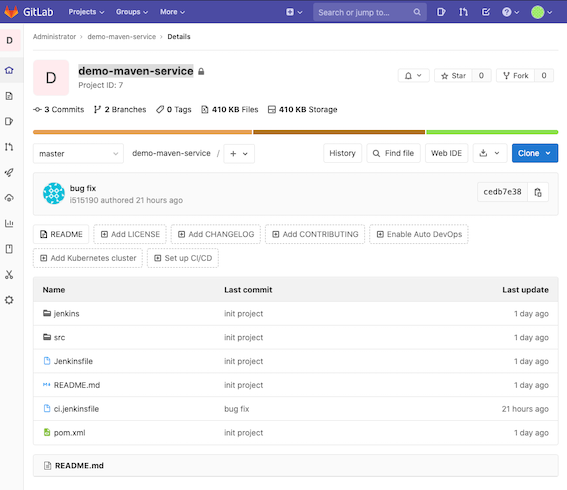 GitLab Projects Groups More Search or jump to...
D Administrator > demo-maven-service > Details
D demo-maven-service
Project ID: 7
Star 0 Fork 0
3 Commits 2 Branches 0 Tags 410 KB Files 410 KB Storage
master demo-maven-service / + History Find file Web IDE Clone
bug fix
i515190 authored 21 hours ago
cedb7e38
README Add LICENSE Add CHANGELOG Add CONTRIBUTING Enable Auto DevOps
Add Kubernetes cluster Set up CI/CD
Name Last commit Last update
jenkins init project 1 day ago
src init project 1 day ago
Jenkinsfile init project 1 day ago
M README.md init project 1 day ago
ci.jenkinsfile bug fix 21 hours ago
pom.xml init project 1 day ago
README.md